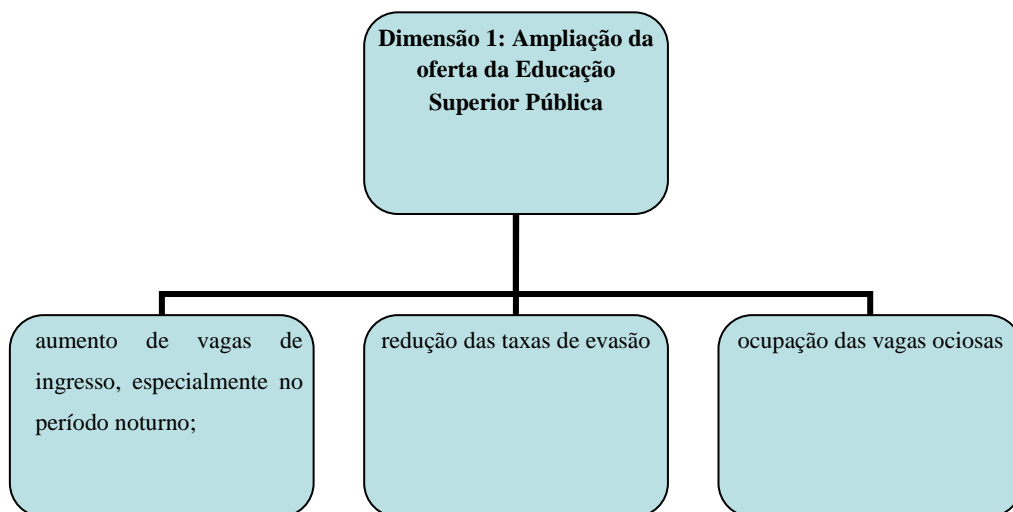 Dimensão 1: Ampliação da
oferta da Educação
Superior Pública
aumento de vagas de
ingresso, especialmente no
período noturno;
redução das taxas de evasão
ocupação das vagas ociosas